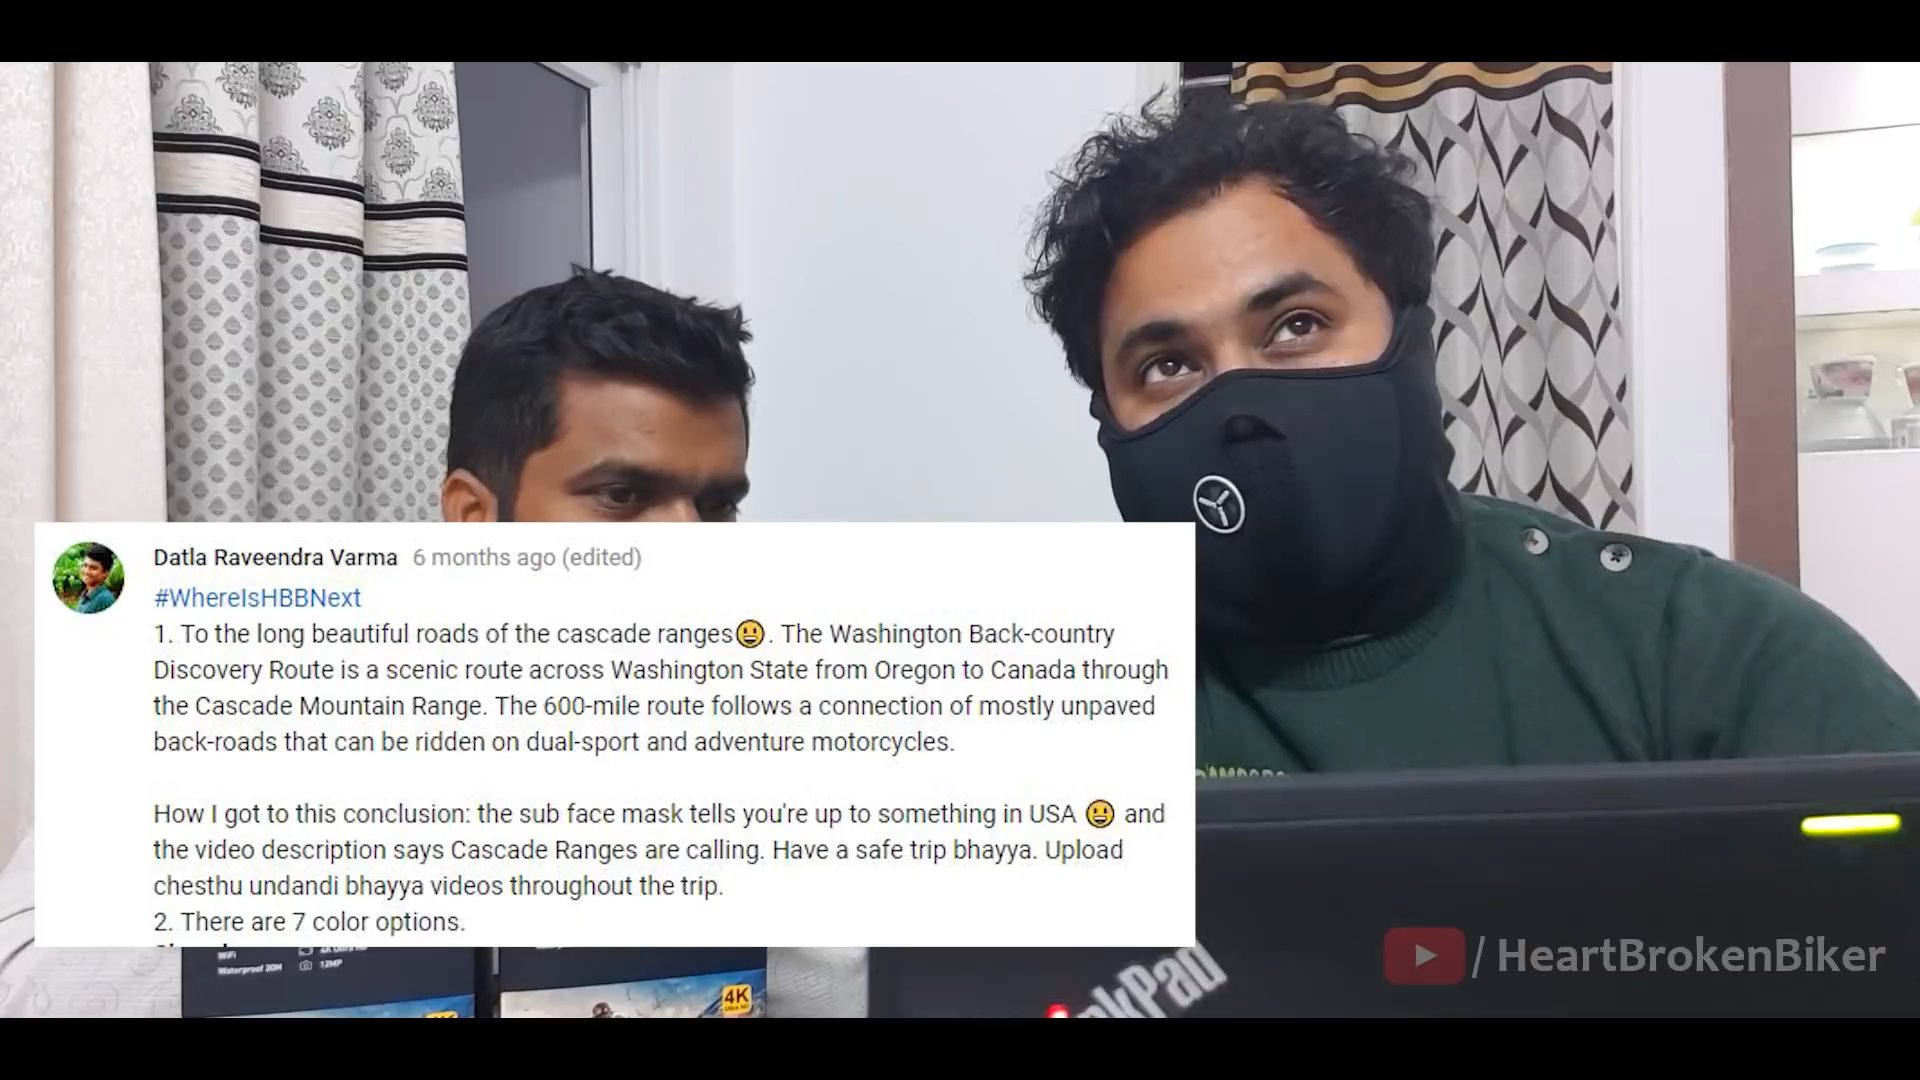 Datla Raveendra Varma 6 months ago (edited)
#WhereIsHBBNext
1. To the long beautiful roads of the cascade ranges😀. The Washington Back-country
Discovery Route is a scenic route across Washington State from Oregon to Canada through
the Cascade Mountain Range. The 600-mile route follows a connection of mostly unpaved
back-roads that can be ridden on dual-sport and adventure motorcycles.
How I got to this conclusion: the sub face mask tells you're up to something in USA 😀 and
the video description says Cascade Ranges are calling. Have a safe trip bhayya. Upload
chesthu undandi bhayya videos throughout the trip.
2. There are 7 color options.
WiFi
Waterproof 30M
12MP
4K
/ HeartBrokenBiker